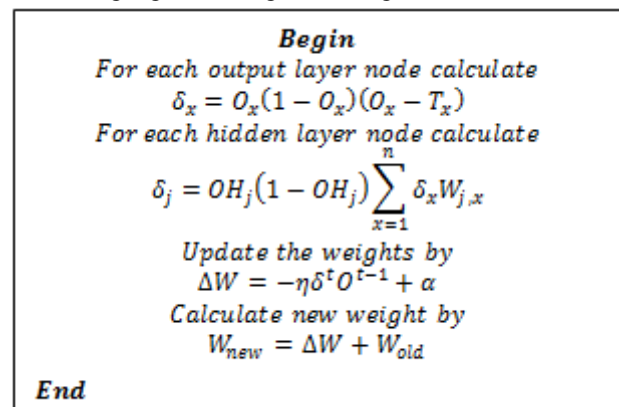 Begin
For each output layer node calculate
δₓ = Oₓ(1 − Oₓ)(Oₓ − Tₓ)
For each hidden layer node calculate
δⱼ = OHⱼ(1 − OHⱼ) ∑ₓ₌₁ⁿ δₓWⱼ,ₓ
Update the weights by
ΔW = −ηδᵗOᵗ⁻¹ + α
Calculate new weight by
Wₙₑw = ΔW + Wₒₗd
End